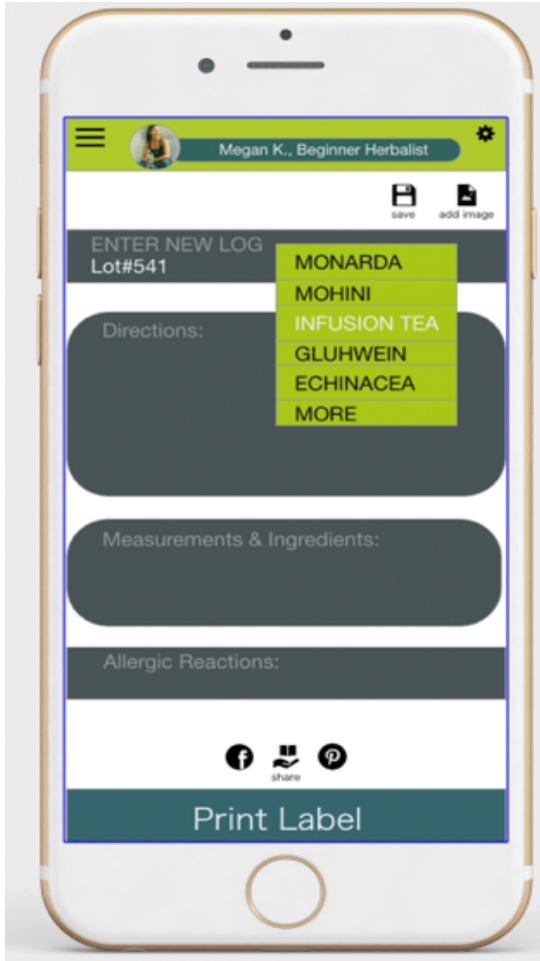 Megan K., Beginner Herbalist
save
add image
ENTER NEW LOG
Lot#541
MONARDA
MOHINI
INFUSION TEA
GLUHWEIN
ECHINACEA
MORE
Directions:
Measurements & Ingredients:
Allergic Reactions:
share
Print Label